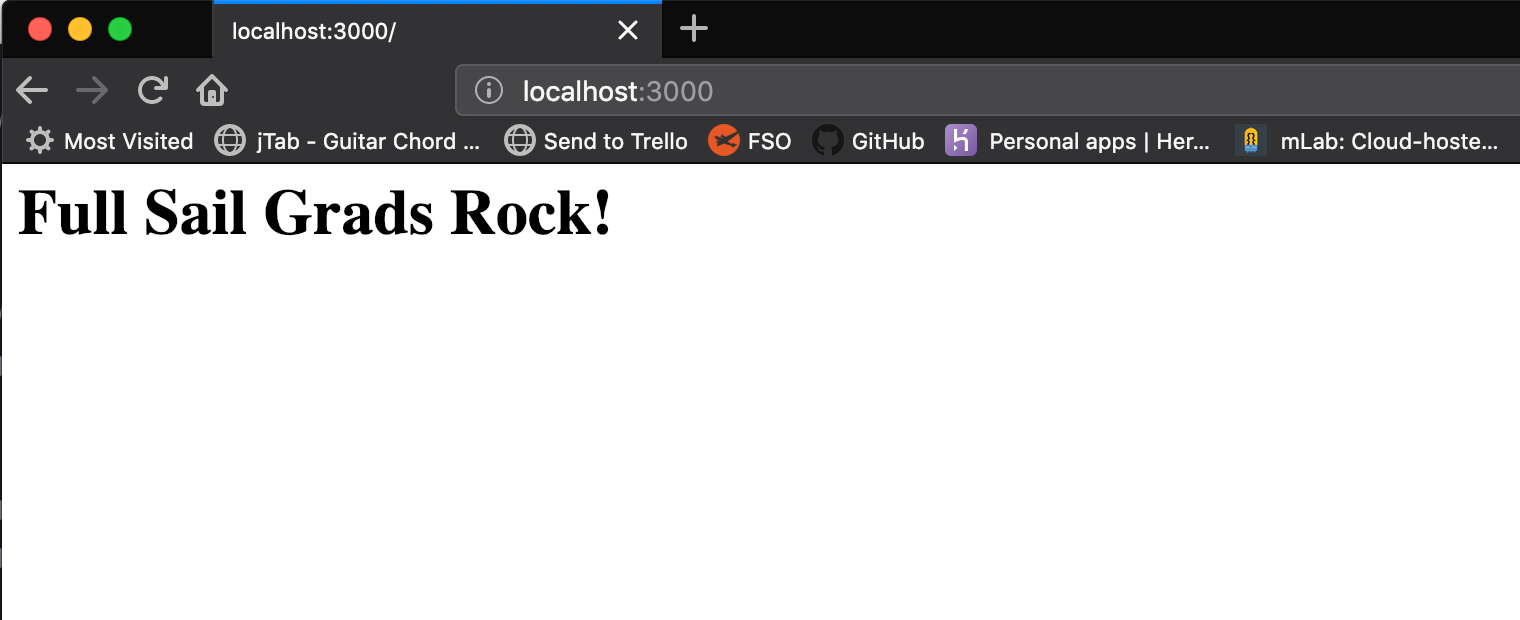 localhost:3000/
localhost:3000
Most Visited jTab - Guitar Chord ... Send to Trello FSO GitHub Personal apps | Her... mLab: Cloud-hoste...
Full Sail Grads Rock!